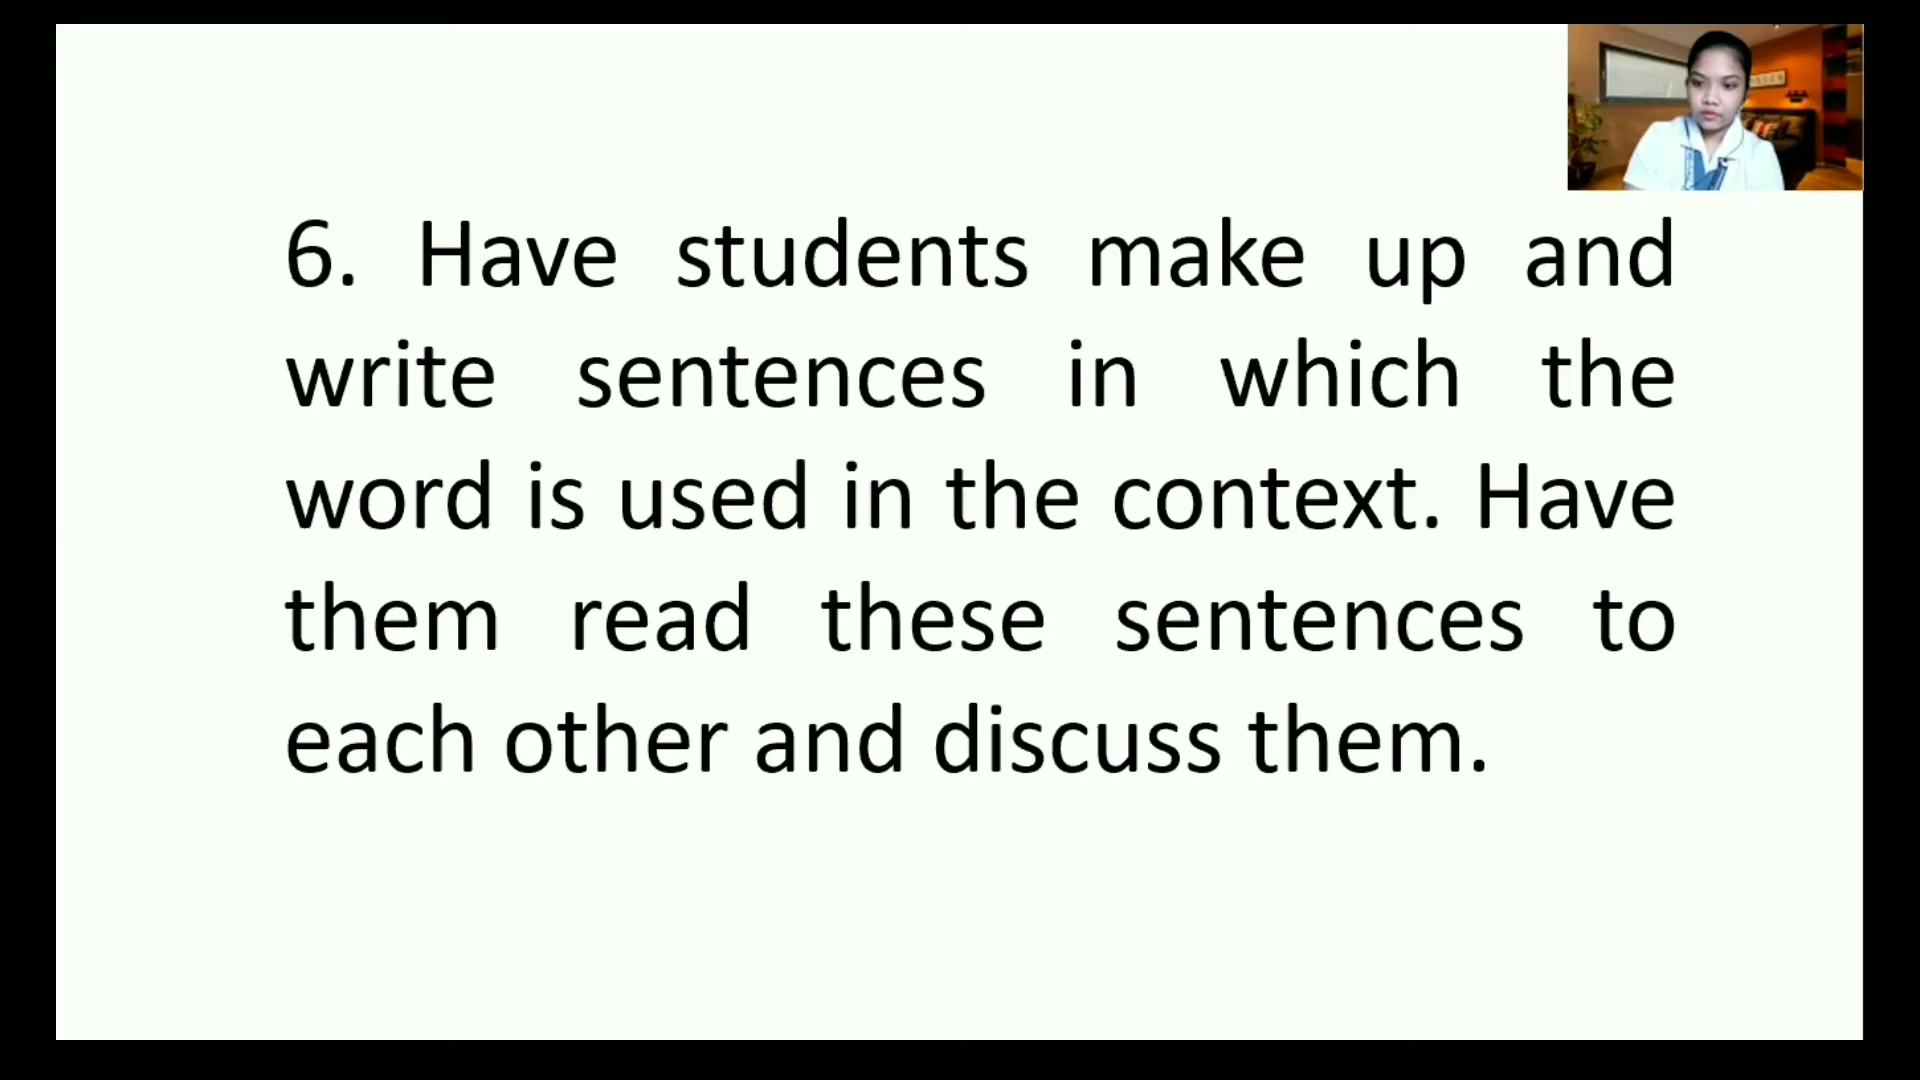 6. Have students make up and
write sentences in which the
word is used in the context. Have
them read these sentences to
each other and discuss them.